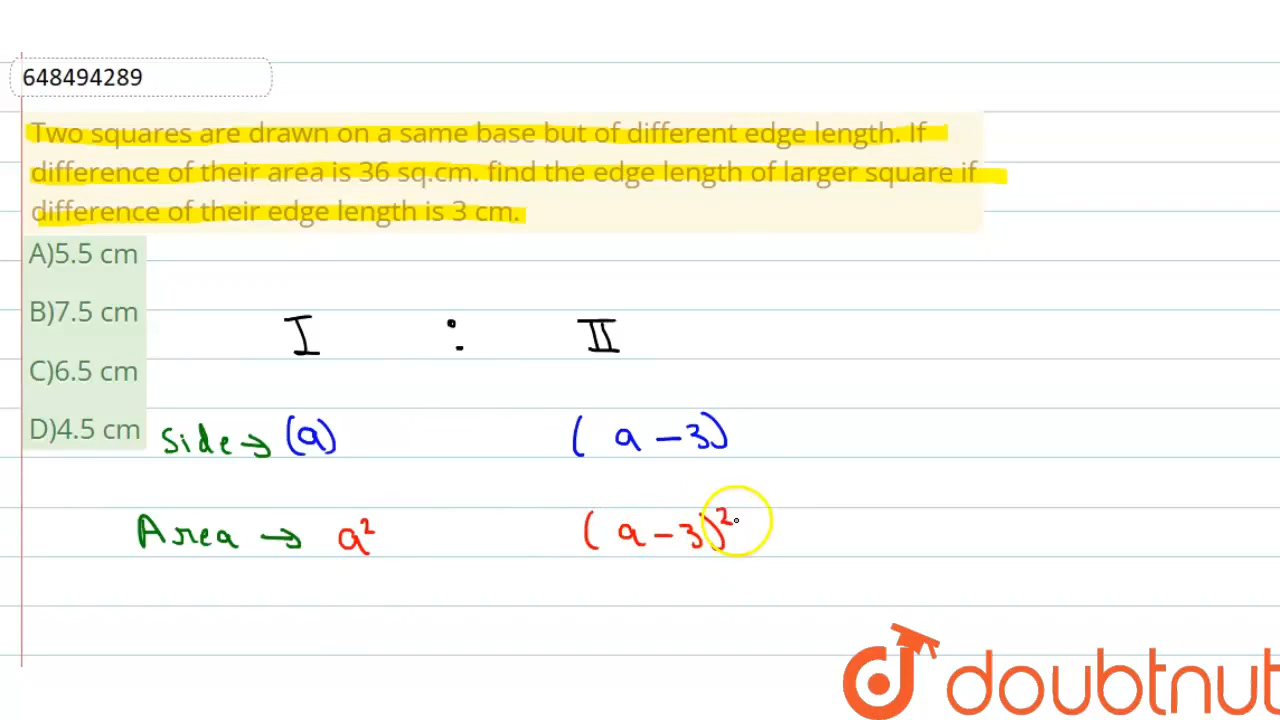 648494289
Two squares are drawn on a same base but of different edge length. If
difference of their area is 36 sq.cm. find the edge length of larger square if
difference of their edge length is 3 cm.
A)5.5 cm
B)7.5 cm
I : II
C)6.5 cm
D)4.5 cm
Side → (a) (a - 3)
Area → a² (a - 3)²
doubtnut